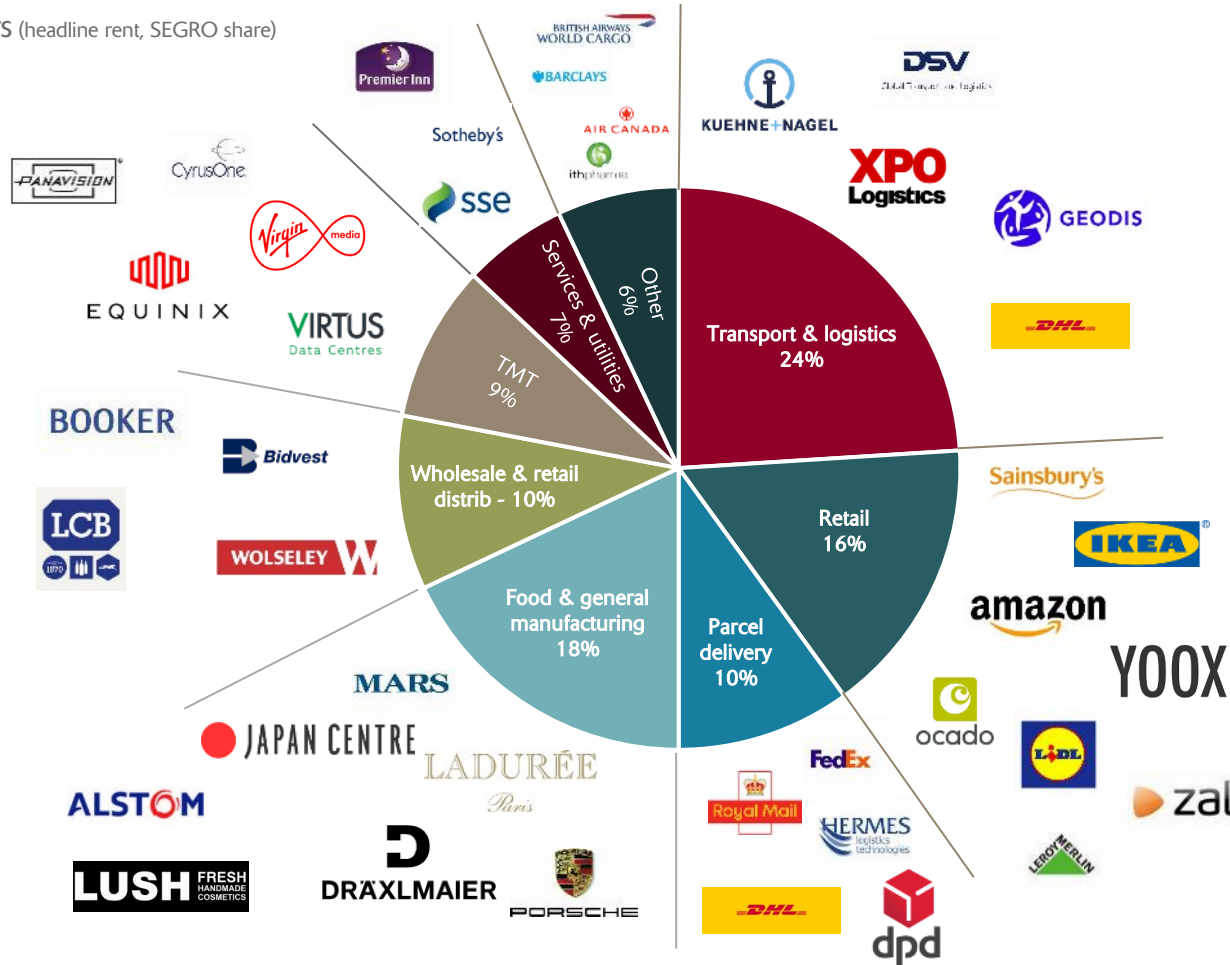 S (headline rent, SEGRO share)
BRITISH AIRWAYS
WORLD CARGO
BARCLAYS
AIR CANADA
ithpharma
Premier Inn
Sotheby's
sse
KUEHNE+NAGEL
DSV
Global Transport and Logistics
XPO
Logistics
GEODIS
DHL
PANAVISION
®
CyrusOne
Virgin
media
EQUINIX
VIRTUS
Data Centres
Other
6%
Services & utilities
7%
TMT
9%
Transport & logistics
24%
Wholesale & retail
distrib - 10%
Retail
16%
Food & general
manufacturing
18%
Parcel
delivery
10%
BOOKER
Bidvest
LCB
1870
WOLSELEY W
Sainsbury's
IKEA
®
amazon
YOOX
ocado
LIDL
zal
LEROY MERLIN
MARS
JAPAN CENTRE
LADURÉE
Paris
ALSTOM
LUSH FRESH
HANDMADE
COSMETICS
D
DRÄXLMAIER
PORSCHE
FedEx
Royal Mail
HERMES
logistics
technologies
DHL
dpd